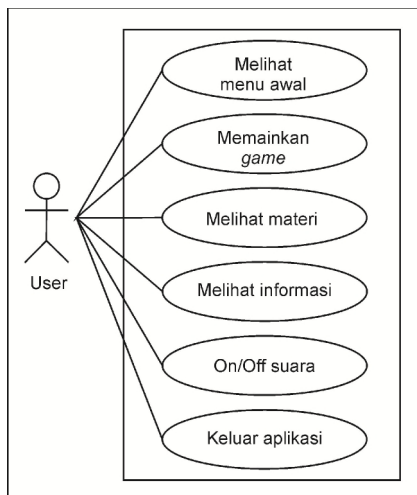 Melihat
menu awal
Memainkan
game
Melihat materi
Melihat informasi
User
On/Off suara
Keluar aplikasi